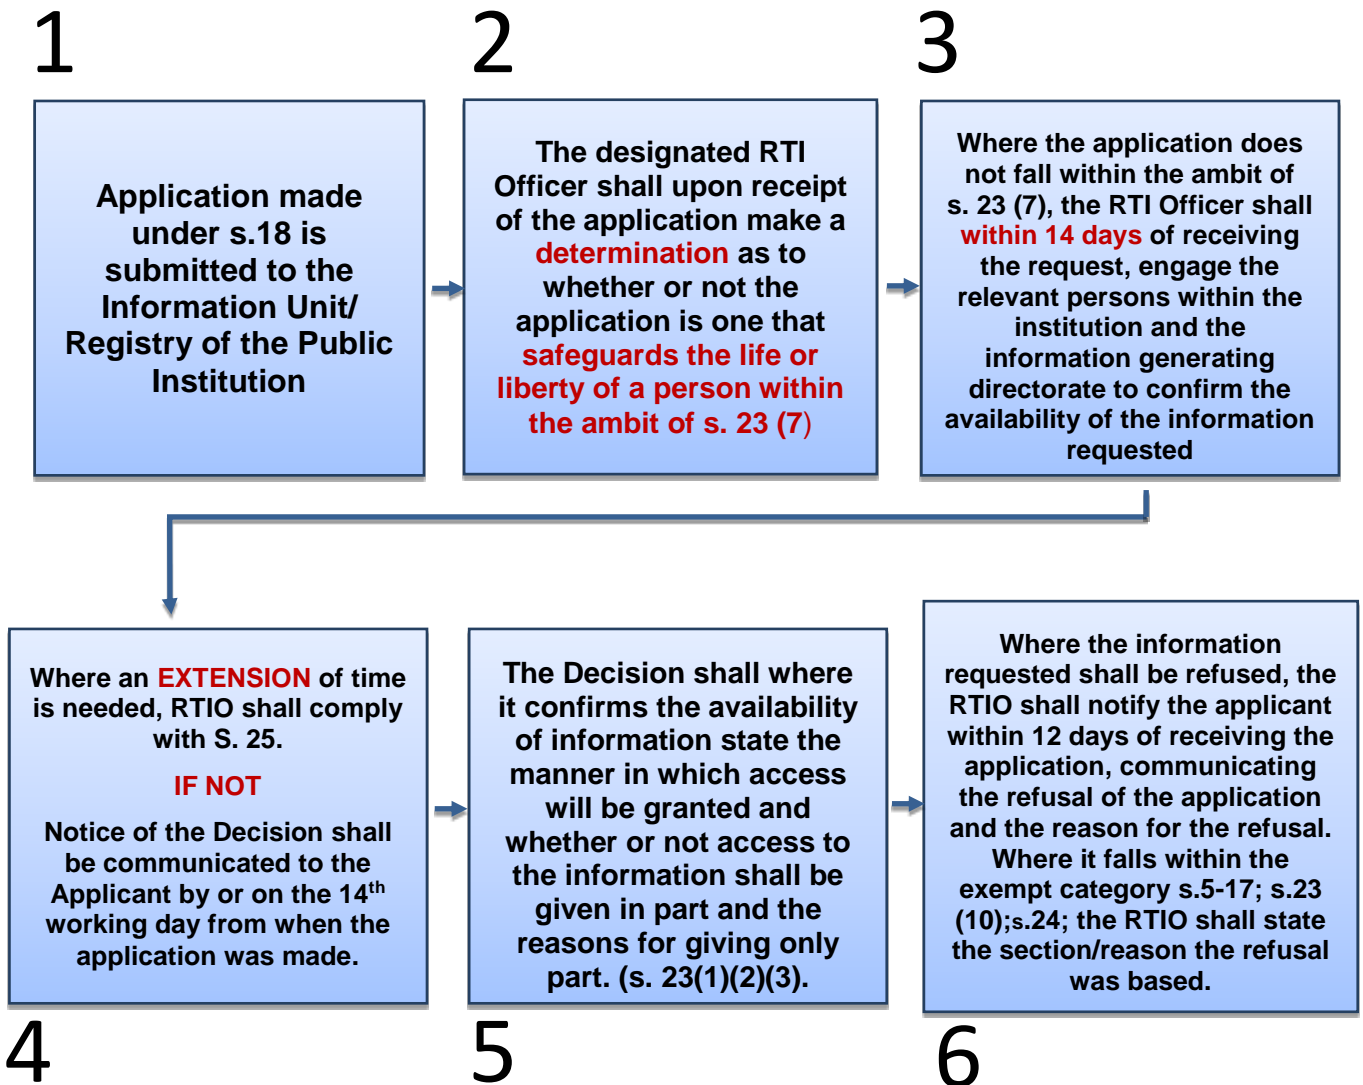 1
Application made
under s.18 is
submitted to the
Information Unit/
Registry of the Public
Institution
2
The designated RTI
Officer shall upon receipt
of the application make a
determination as to
whether or not the
application is one that
safeguards the life or
liberty of a person within
the ambit of s. 23 (7)
3
Where the application does
not fall within the ambit of
s. 23 (7), the RTI Officer shall
within 14 days of receiving
the request, engage the
relevant persons within the
institution and the
information generating
directorate to confirm the
availability of the information
requested
Where an EXTENSION of time
is needed, RTIO shall comply
with S. 25.
IF NOT
Notice of the Decision shall
be communicated to the
Applicant by or on the 14th
working day from when the
application was made.
4
The Decision shall where
it confirms the availability
of information state the
manner in which access
will be granted and
whether or not access to
the information shall be
given in part and the
reasons for giving only
part. (s. 23(1)(2)(3).
5
Where the information
requested shall be refused, the
RTIO shall notify the applicant
within 12 days of receiving the
application, communicating
the refusal of the application
and the reason for the refusal.
Where it falls within the
exempt category s.5-17; s.23
(10);s.24; the RTIO shall state
the section/reason the refusal
was based.
6